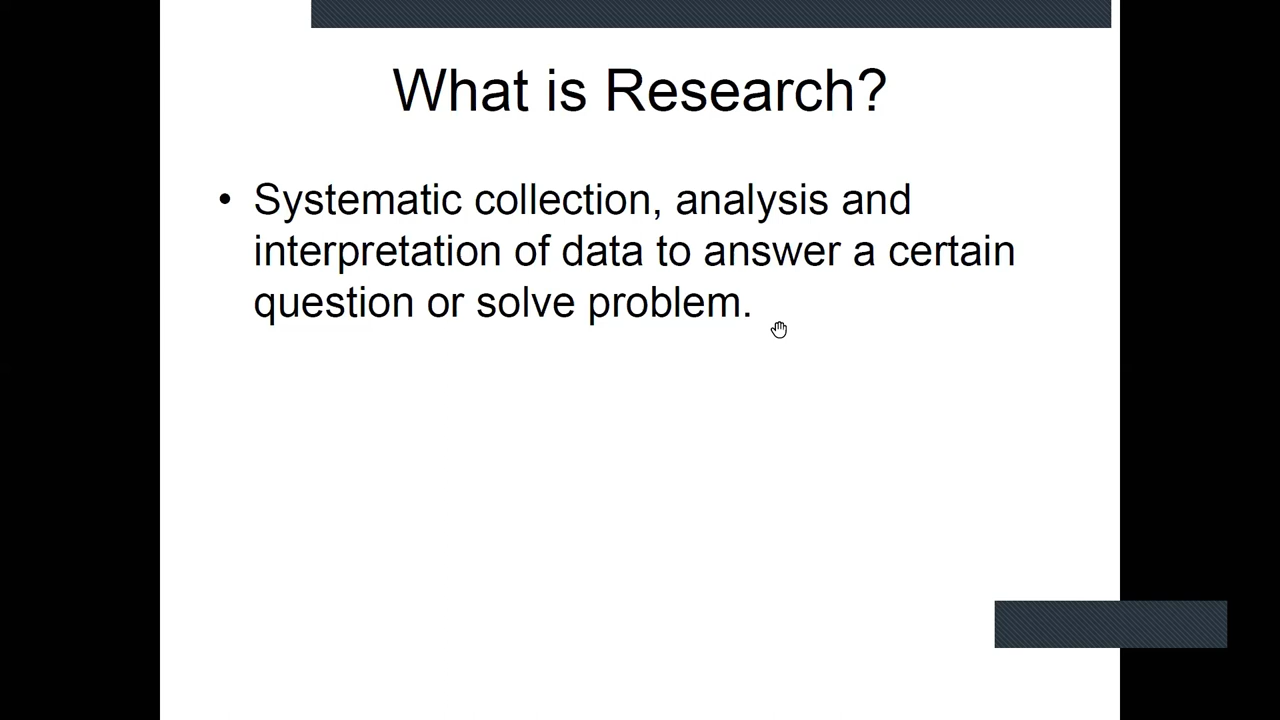 What is Research?
• Systematic collection, analysis and
interpretation of data to answer a certain
question or solve problem.